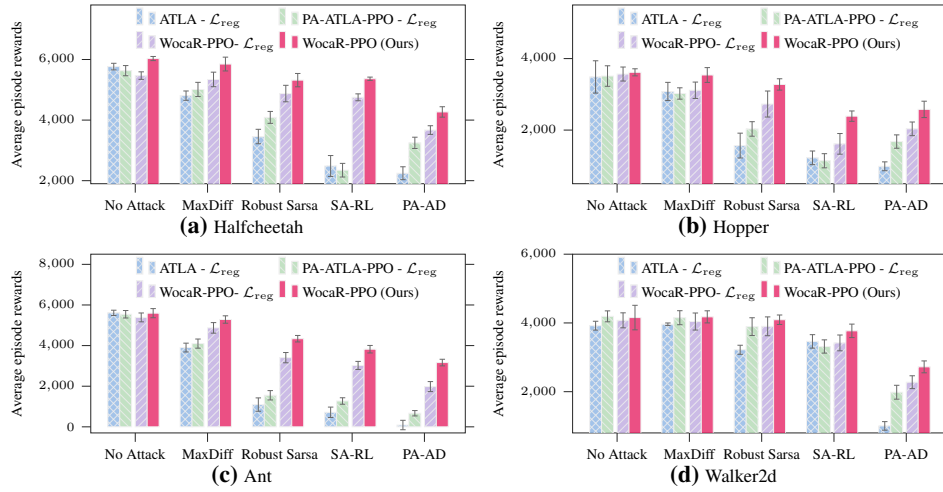 Average episode rewards
ATLA - ℒreg
PA-ATLA-PPO - ℒreg
WocaR-PPO- ℒreg
WocaR-PPO (Ours)
6,000
4,000
2,000
No Attack MaxDiff Robust Sarsa SA-RL PA-AD
(a) Halfcheetah
Average episode rewards
ATLA - ℒreg
PA-ATLA-PPO - ℒreg
WocaR-PPO- ℒreg
WocaR-PPO (Ours)
4,000
2,000
No Attack MaxDiff Robust Sarsa SA-RL PA-AD
(b) Hopper
Average episode rewards
ATLA - ℒreg
PA-ATLA-PPO - ℒreg
WocaR-PPO- ℒreg
WocaR-PPO (Ours)
8,000
6,000
4,000
2,000
0
No Attack MaxDiff Robust Sarsa SA-RL PA-AD
(c) Ant
Average episode rewards
ATLA - ℒreg
PA-ATLA-PPO - ℒreg
WocaR-PPO- ℒreg
WocaR-PPO (Ours)
6,000
4,000
2,000
No Attack MaxDiff Robust Sarsa SA-RL PA-AD
(d) Walker2d